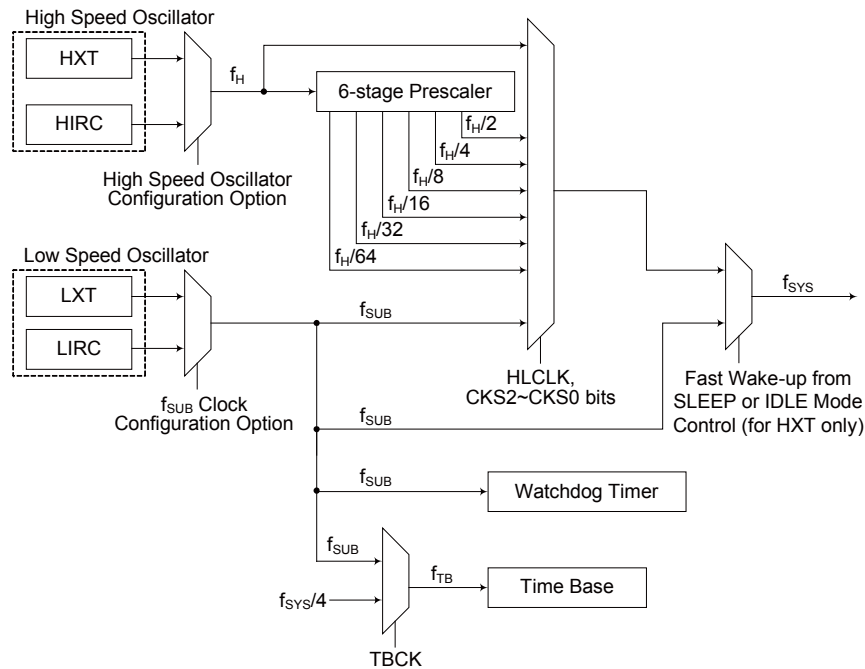 High Speed Oscillator
HXT
HIRC
High Speed Oscillator
Configuration Option
fH
6-stage Prescaler
fH/2
fH/4
fH/8
fH/16
fH/32
fH/64
Low Speed Oscillator
LXT
LIRC
fSUB Clock
Configuration Option
fSUB
HLCLK,
CKS2~CKS0 bits
fSYS
Fast Wake-up from
SLEEP or IDLE Mode
Control (for HXT only)
fSUB
fSUB
Watchdog Timer
fSUB
fSYS/4
TBCK
fTB
Time Base